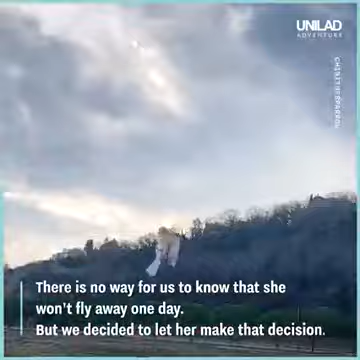 UNILAD
ADVENTURE
CHINITHESPARROW
There is no way for us to know that she
won't fly away one day.
But we decided to let her make that decision.